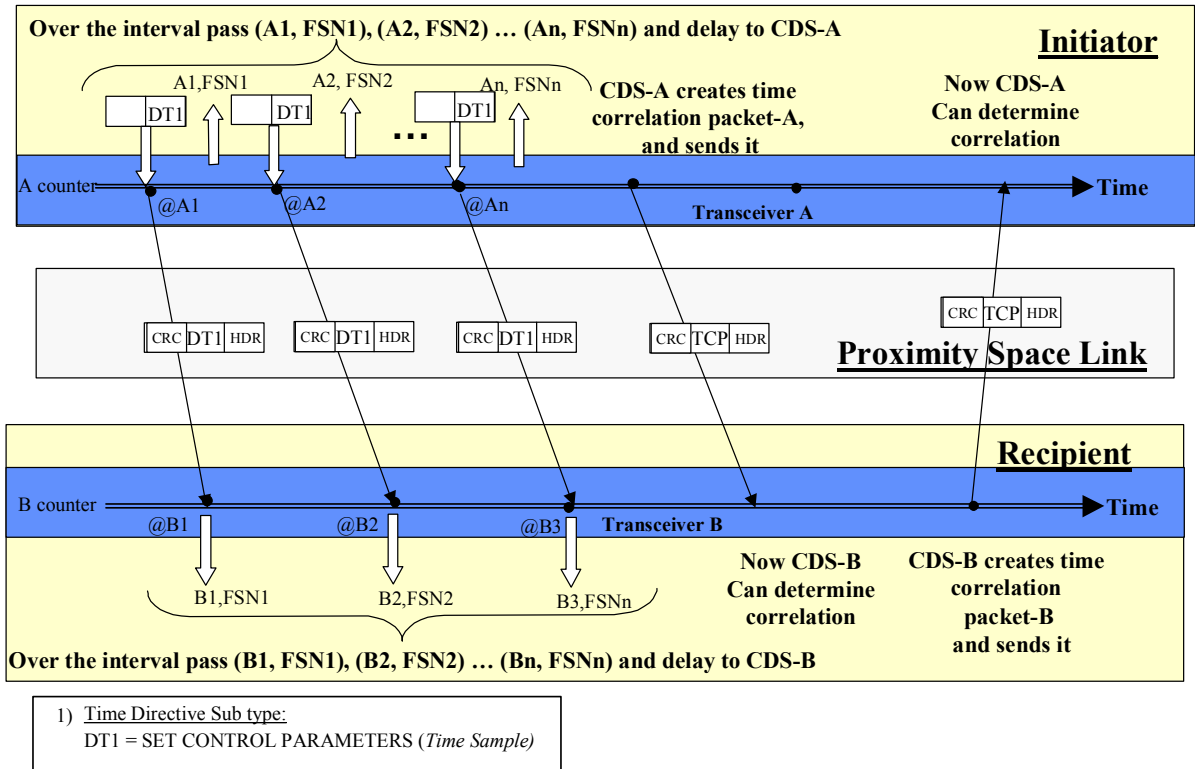 Over the interval pass (A1, FSN1), (A2, FSN2) … (An, FSNn) and delay to CDS-A
Initiator
A1,FSN1
A2, FSN2
An, FSNn
DT1
DT1
...
DT1
CDS-A creates time
correlation packet-A,
and sends it
Now CDS-A
Can determine
correlation
A counter
Time
@A1
@A2
@An
Transceiver A
CRC DT1 HDR
CRC DT1 HDR
CRC DT1 HDR
CRC TCP HDR
CRC TCP HDR
Proximity Space Link
Recipient
B counter
Time
@B1
@B2
@B3
Transceiver B
B1,FSN1
B2,FSN2
B3,FSNn
Now CDS-B
Can determine
correlation
CDS-B creates time
correlation
packet-B
and sends it
Over the interval pass (B1, FSN1), (B2, FSN2) … (Bn, FSNn) and delay to CDS-B
1) Time Directive Sub type:
DT1 = SET CONTROL PARAMETERS (Time Sample)